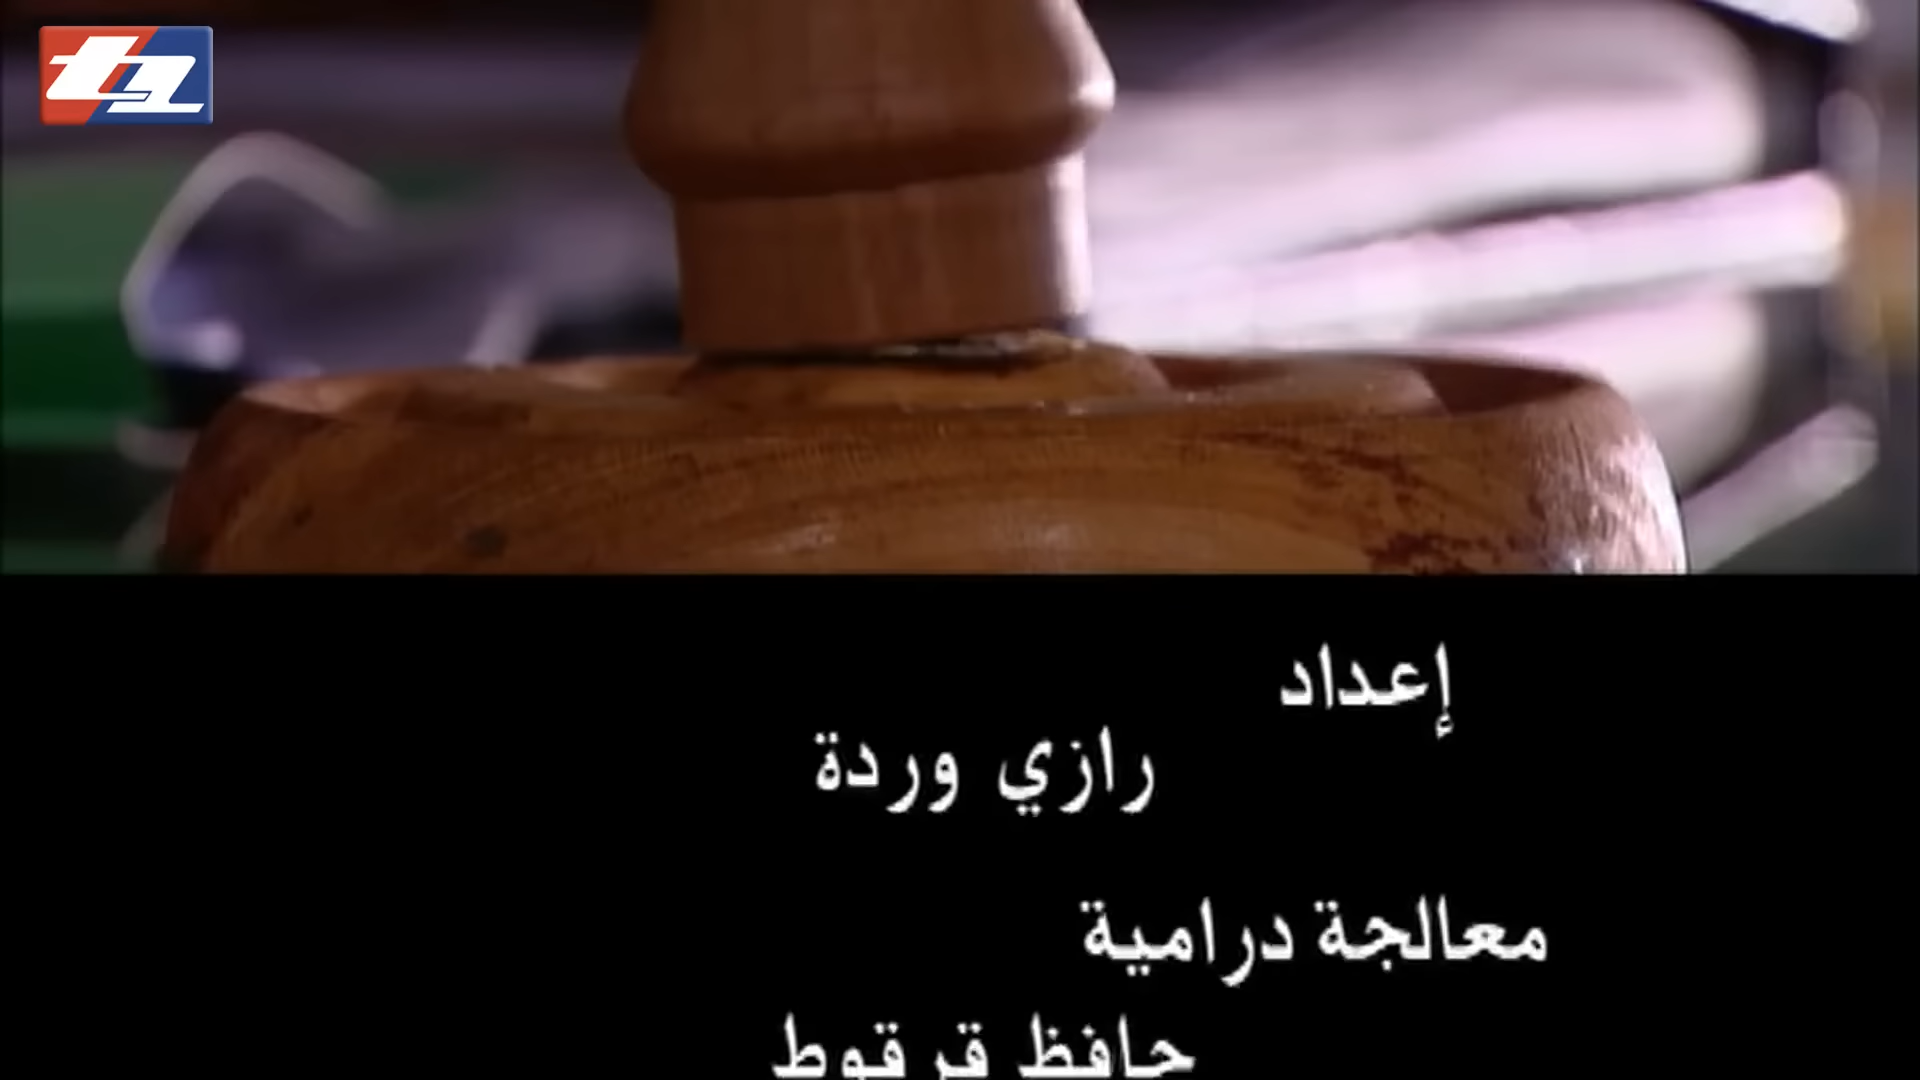 إعداد
رازي وردة
معالجة درامية
حافظ قرقوط